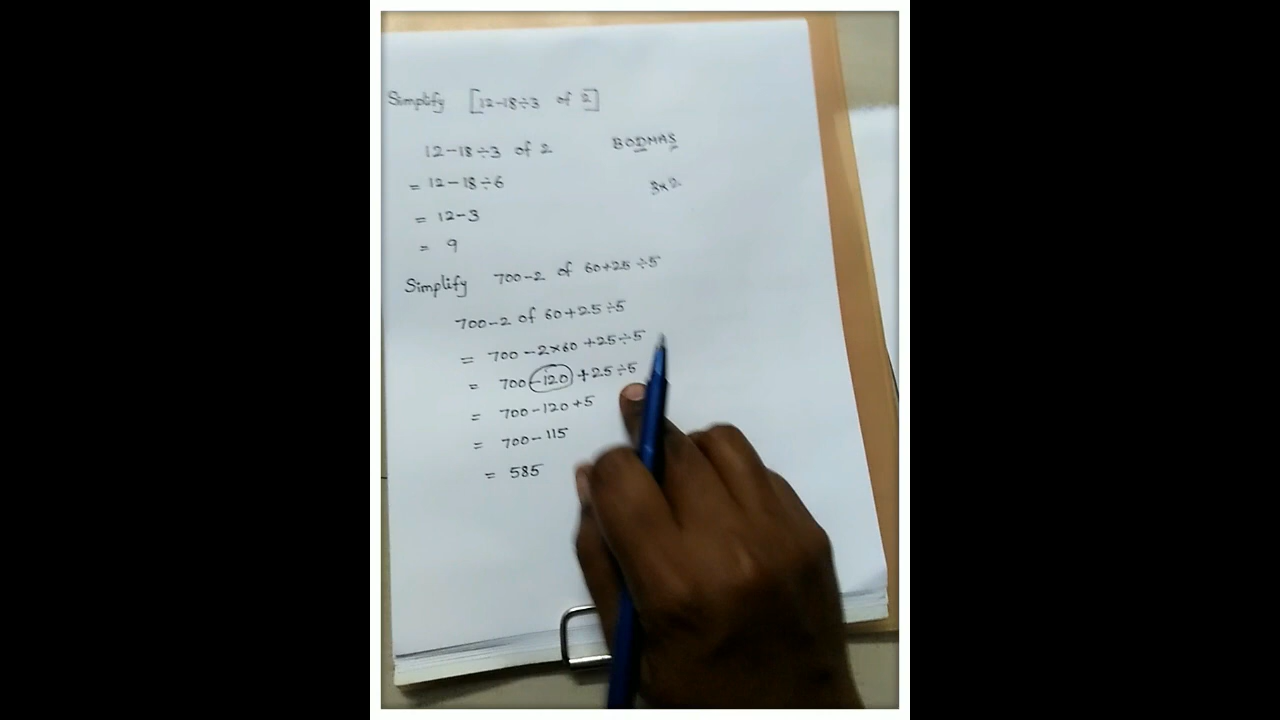 Simplify [12-18÷3 of 2]
12-18÷3 of 2 BODMAS
= 12-18÷6 3×2
= 12-3
= 9
Simplify 700-2 of 60+25÷5
700-2 of 60+25÷5
= 700-2×60+25÷5
= 700-120+25÷5
= 700-120+5
= 700-115
= 585